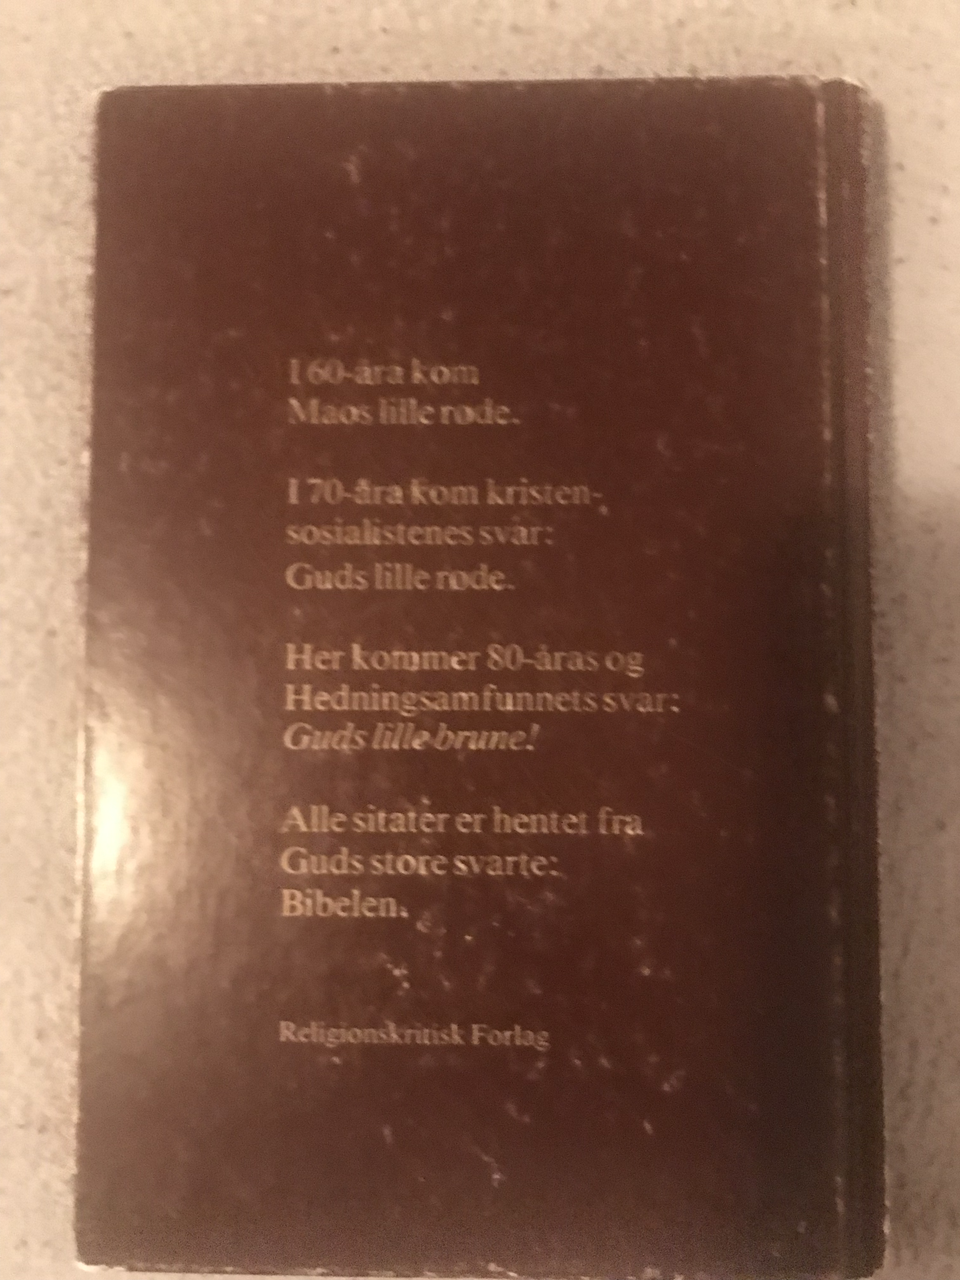 I 60-åra kom
Maos lille røde.
I 70-åra kom kristen-
sosialistenes svar:
Guds lille røde.
Her kommer 80-åras og
Hedningsamfunnets svar:
Guds lille brune!
Alle sitater er hentet fra
Guds store svarte:
Bibelen.
Religionskritisk Forlag